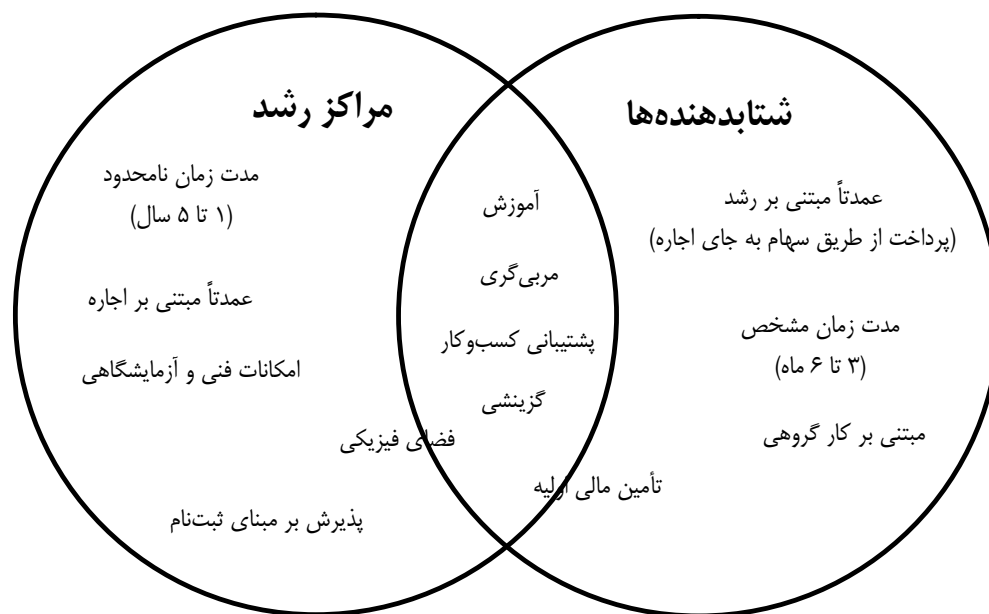 شتابدهنده‌ها
عمدتاً مبتنی بر رشد
(پرداخت از طریق سهام به جای اجاره)
مدت زمان مشخص
(۳ تا ۶ ماه)
مبتنی بر کار گروهی
تأمین مالی اولیه
آموزش
مربی‌گری
پشتیبانی کسب‌وکار
گزینشی
فضای فیزیکی
مراکز رشد
مدت زمان نامحدود
(۱ تا ۵ سال)
عمدتاً مبتنی بر اجاره
امکانات فنی و آزمایشگاهی
پذیرش بر مبنای ثبت‌نام